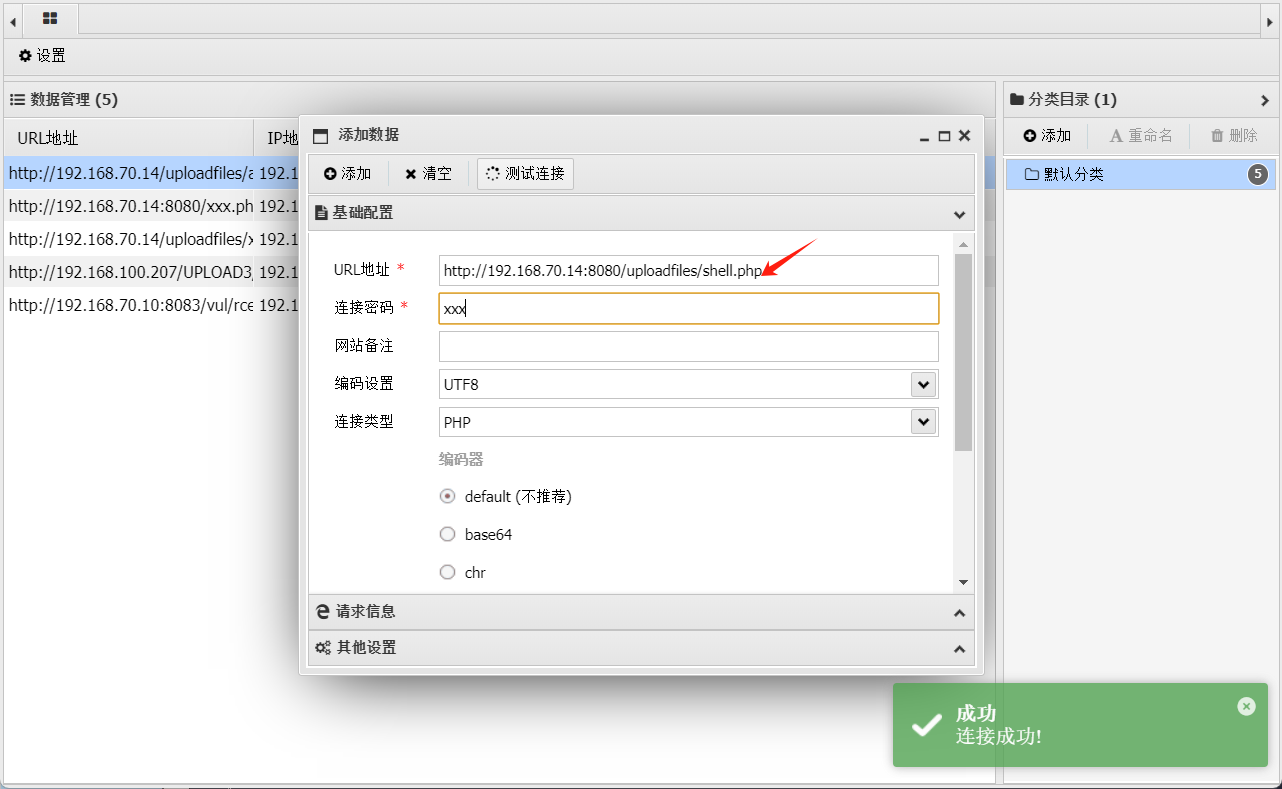 设置
数据管理 (5)
URL地址 IP地
http://192.168.70.14/uploadfiles/a 192.1
http://192.168.70.14:8080/xxx.ph 192.1
http://192.168.70.14/uploadfiles/x 192.1
http://192.168.100.207/UPLOAD3, 192.1
http://192.168.70.10:8083/vul/rce 192.1
添加数据
添加 清空 测试连接
基础配置
URL地址 * http://192.168.70.14:8080/uploadfiles/shell.php
连接密码 * xxx
网站备注
编码设置 UTF8
连接类型 PHP
编码器
default (不推荐)
base64
chr
请求信息
其他设置
分类目录 (1)
添加 重命名 删除
默认分类 5
成功
连接成功!